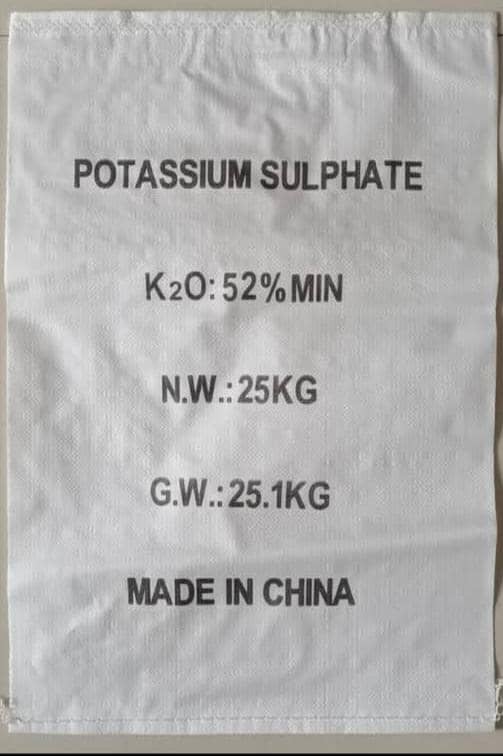 POTASSIUM SULPHATE
K2O: 52% MIN
N.W.: 25KG
G.W.: 25.1KG
MADE IN CHINA